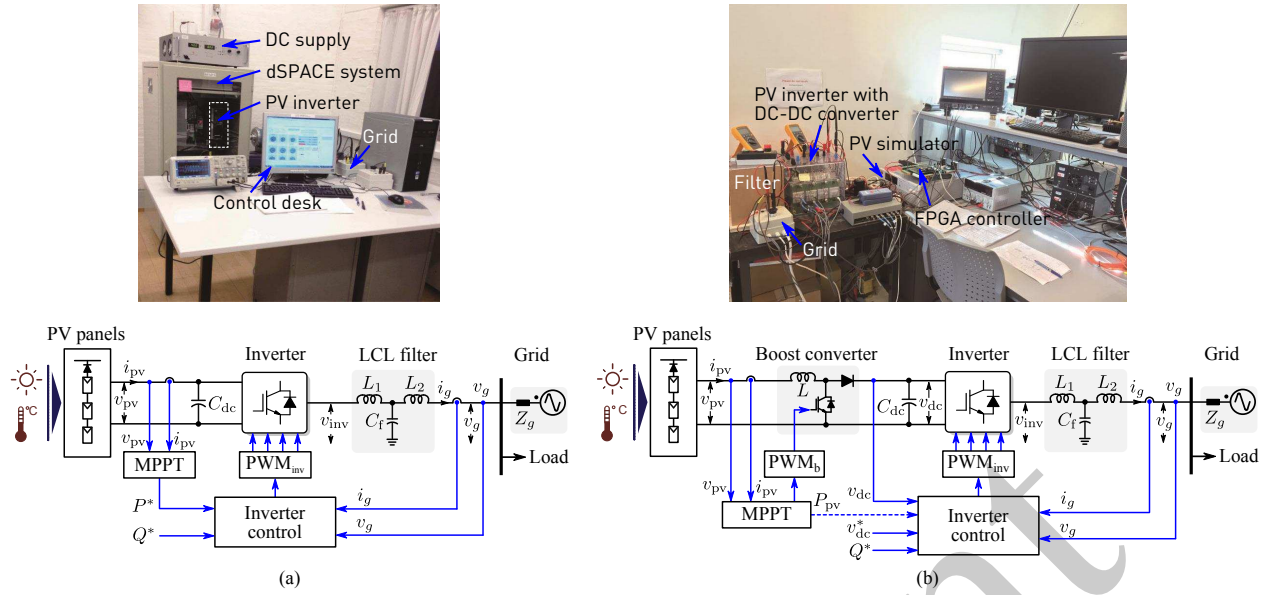 DC supply
dSPACE system
PV inverter
Grid
Control desk
PV inverter with
DC-DC converter
PV simulator
Filter
FPGA controller
Grid
PV panels
°C
i_pv
v_pv
C_dc
Inverter
v_inv
LCL filter
L_1
L_2
C_f
i_g
v_g
v_g
Grid
Z_g
Load
v_pv
i_pv
MPPT
PWM_inv
P*
Q*
Inverter
control
i_g
v_g
(a)
PV panels
°C
i_pv
v_pv
Boost converter
L
C_dc
v_dc
Inverter
v_inv
LCL filter
L_1
L_2
C_f
i_g
v_g
v_g
Grid
Z_g
Load
PWM_b
PWM_inv
v_pv
i_pv
MPPT
P_pv
v_dc
v*_dc
Q*
Inverter
control
i_g
v_g
(b)